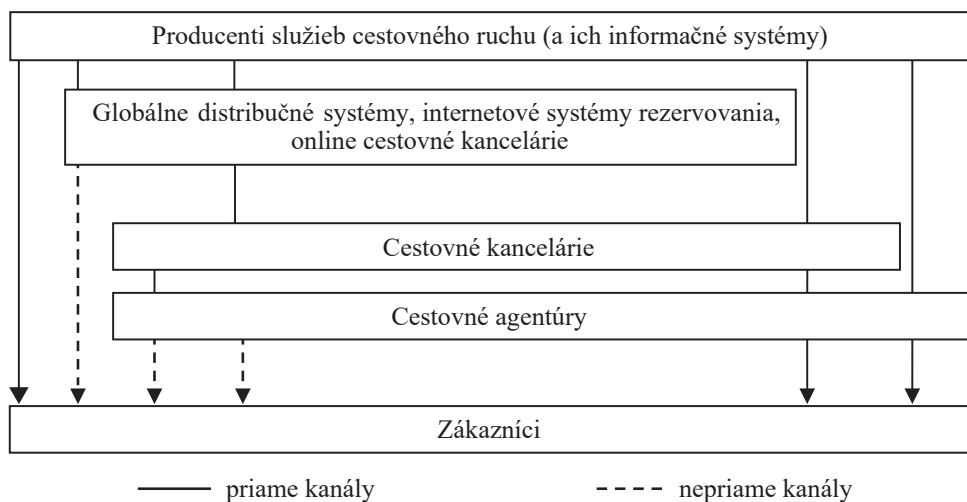 Producenti služieb cestovného ruchu (a ich informačné systémy)
Globálne distribučné systémy, internetové systémy rezervovania,
online cestovné kancelárie
Cestovné kancelárie
Cestovné agentúry
Zákazníci
priame kanály
nepriame kanály